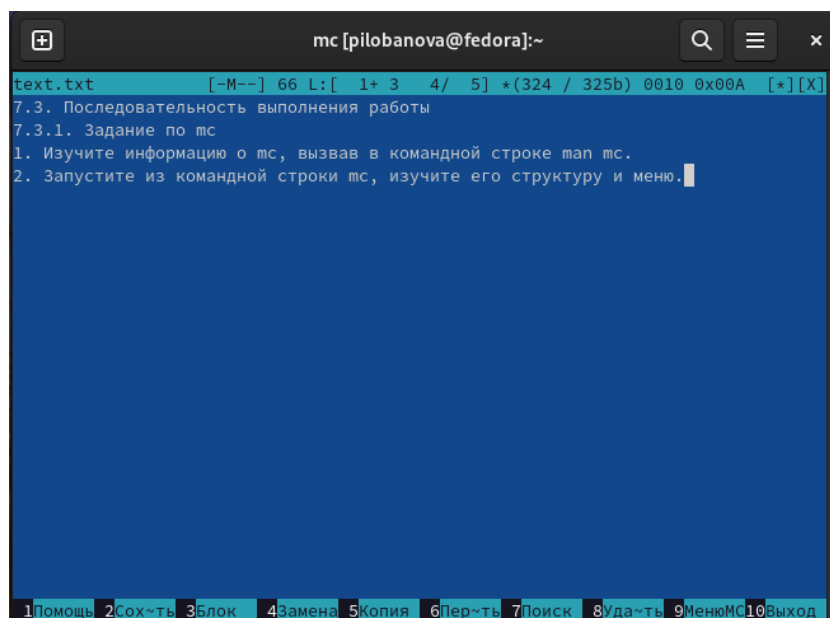 mc [pilobanova@fedora]:~
text.txt [-M--] 66 L:[ 1+ 3 4/ 5] *(324 / 325b) 0010 0x00A [*][X]
7.3. Последовательность выполнения работы
7.3.1. Задание по mc
1. Изучите информацию о mc, вызвав в командной строке man mc.
2. Запустите из командной строки mc, изучите его структуру и меню.
1Помощь 2Сох~ть 3Блок 4Замена 5Копия 6Пер~ть 7Поиск 8Уда~ть 9МенюMC10Выход